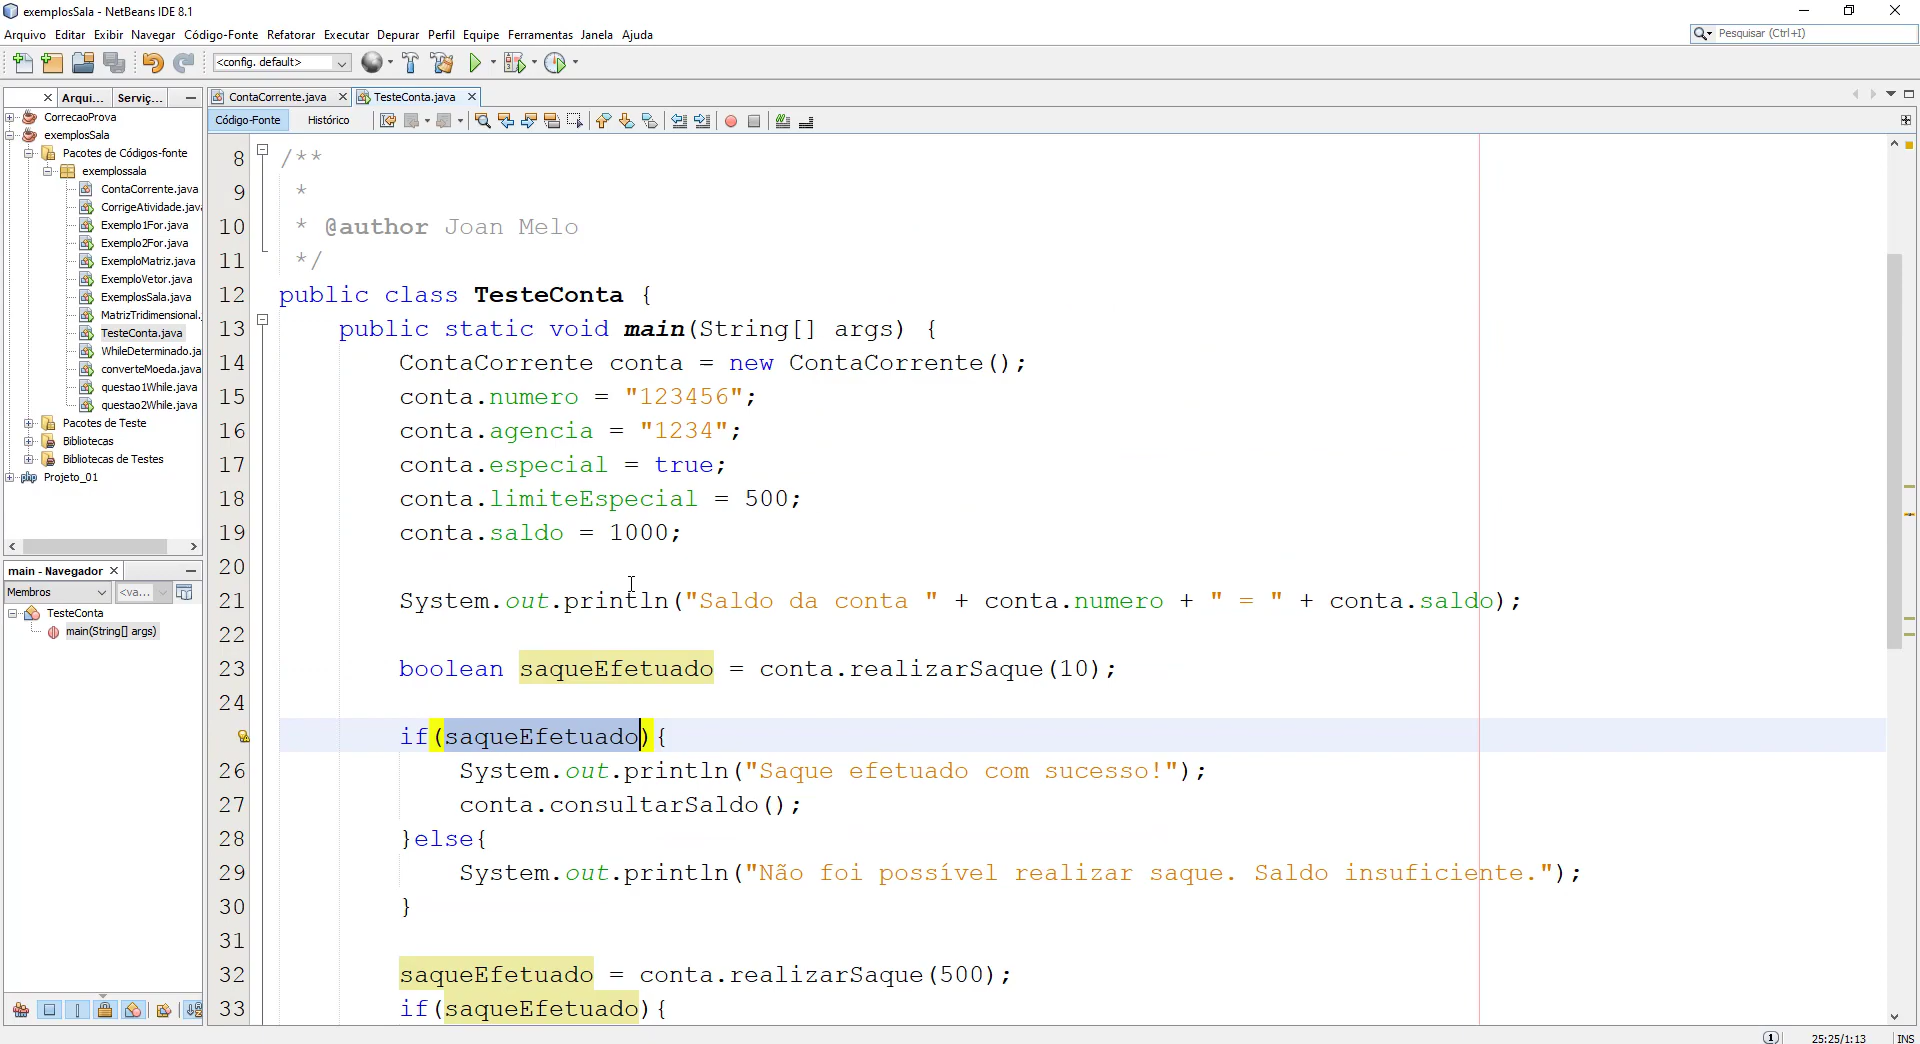 exemplosSala - NetBeans IDE 8.1
Arquivo Editar Exibir Navegar Código-Fonte Refatorar Executar Depurar Perfil Equipe Ferramentas Janela Ajuda
Pesquisar (Ctrl+I)
<config. default>
Arqui... Serviç...
ContaCorrente.java TesteConta.java
Código-Fonte Histórico
CorrecaoProva
exemplosSala
Pacotes de Códigos-fonte
exemplossala
ContaCorrente.java
CorrigeAtividade.jav
Exemplo1For.java
Exemplo2For.java
ExemploMatriz.java
ExemploVetor.java
ExemplosSala.java
MatrizTridimensional.
TesteConta.java
WhileDeterminado.ja
converteMoeda.java
questao1While.java
questao2While.java
Pacotes de Teste
Bibliotecas
Bibliotecas de Testes
php Projeto_01
main - Navegador
Membros <va...
TesteConta
main(String[] args)
8 /**
9 *
10 * @author Joan Melo
11 */
12 public class TesteConta {
13 public static void main(String[] args) {
14 ContaCorrente conta = new ContaCorrente();
15 conta.numero = "123456";
16 conta.agencia = "1234";
17 conta.especial = true;
18 conta.limiteEspecial = 500;
19 conta.saldo = 1000;
20
21 System.out.println("Saldo da conta " + conta.numero + " = " + conta.saldo);
22
23 boolean saqueEfetuado = conta.realizarSaque(10);
24
if(saqueEfetuado){
26 System.out.println("Saque efetuado com sucesso!");
27 conta.consultarSaldo();
28 }else{
29 System.out.println("Não foi possível realizar saque. Saldo insuficiente.");
30 }
31
32 saqueEfetuado = conta.realizarSaque(500);
33 if(saqueEfetuado){
1 25:25/1:13 INS